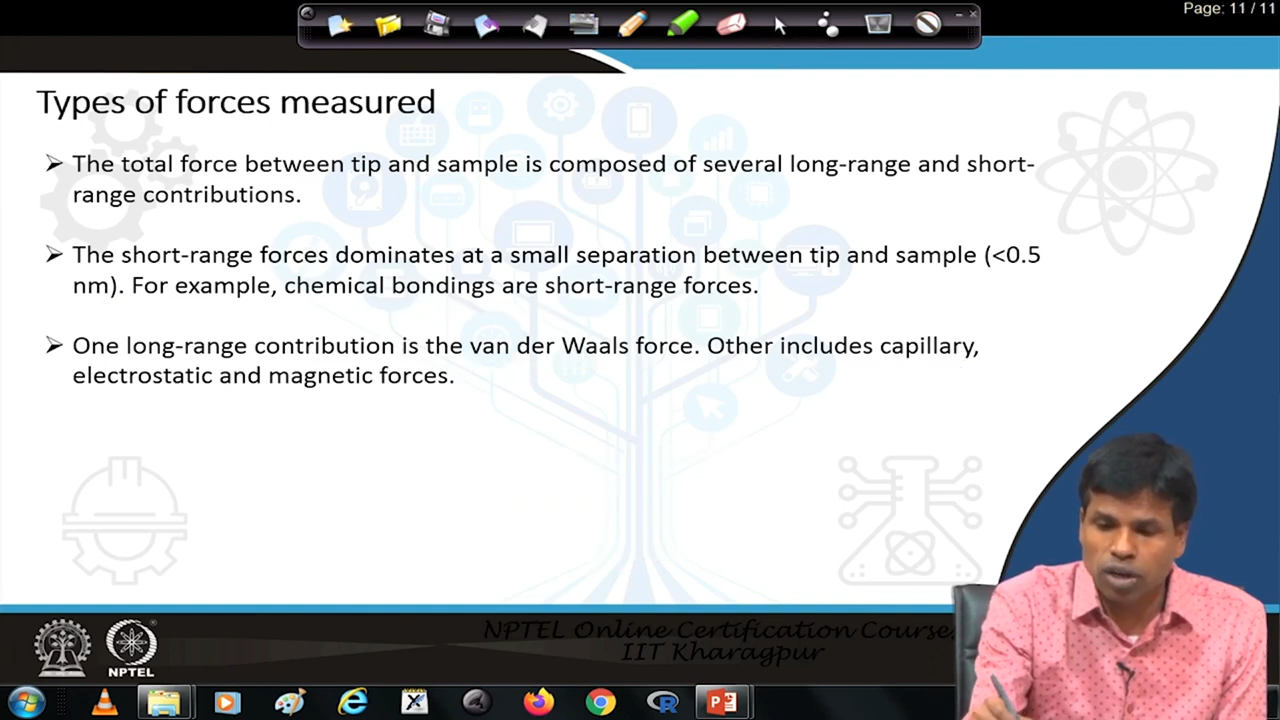 Page: 11 / 11
Types of forces measured
➢ The total force between tip and sample is composed of several long-range and short-
range contributions.
➢ The short-range forces dominates at a small separation between tip and sample (<0.5
nm). For example, chemical bondings are short-range forces.
➢ One long-range contribution is the van der Waals force. Other includes capillary,
electrostatic and magnetic forces.
NPTEL Online Certification Course
IIT Kharagpur
NPTEL